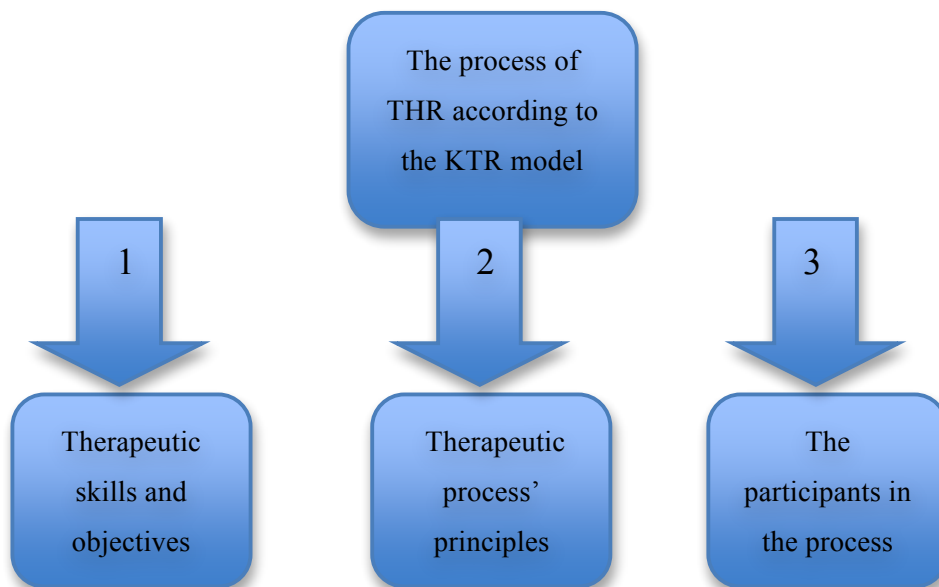 The process of
THR according to
the KTR model
1
2
3
Therapeutic
skills and
objectives
Therapeutic
process’
principles
The
participants in
the process